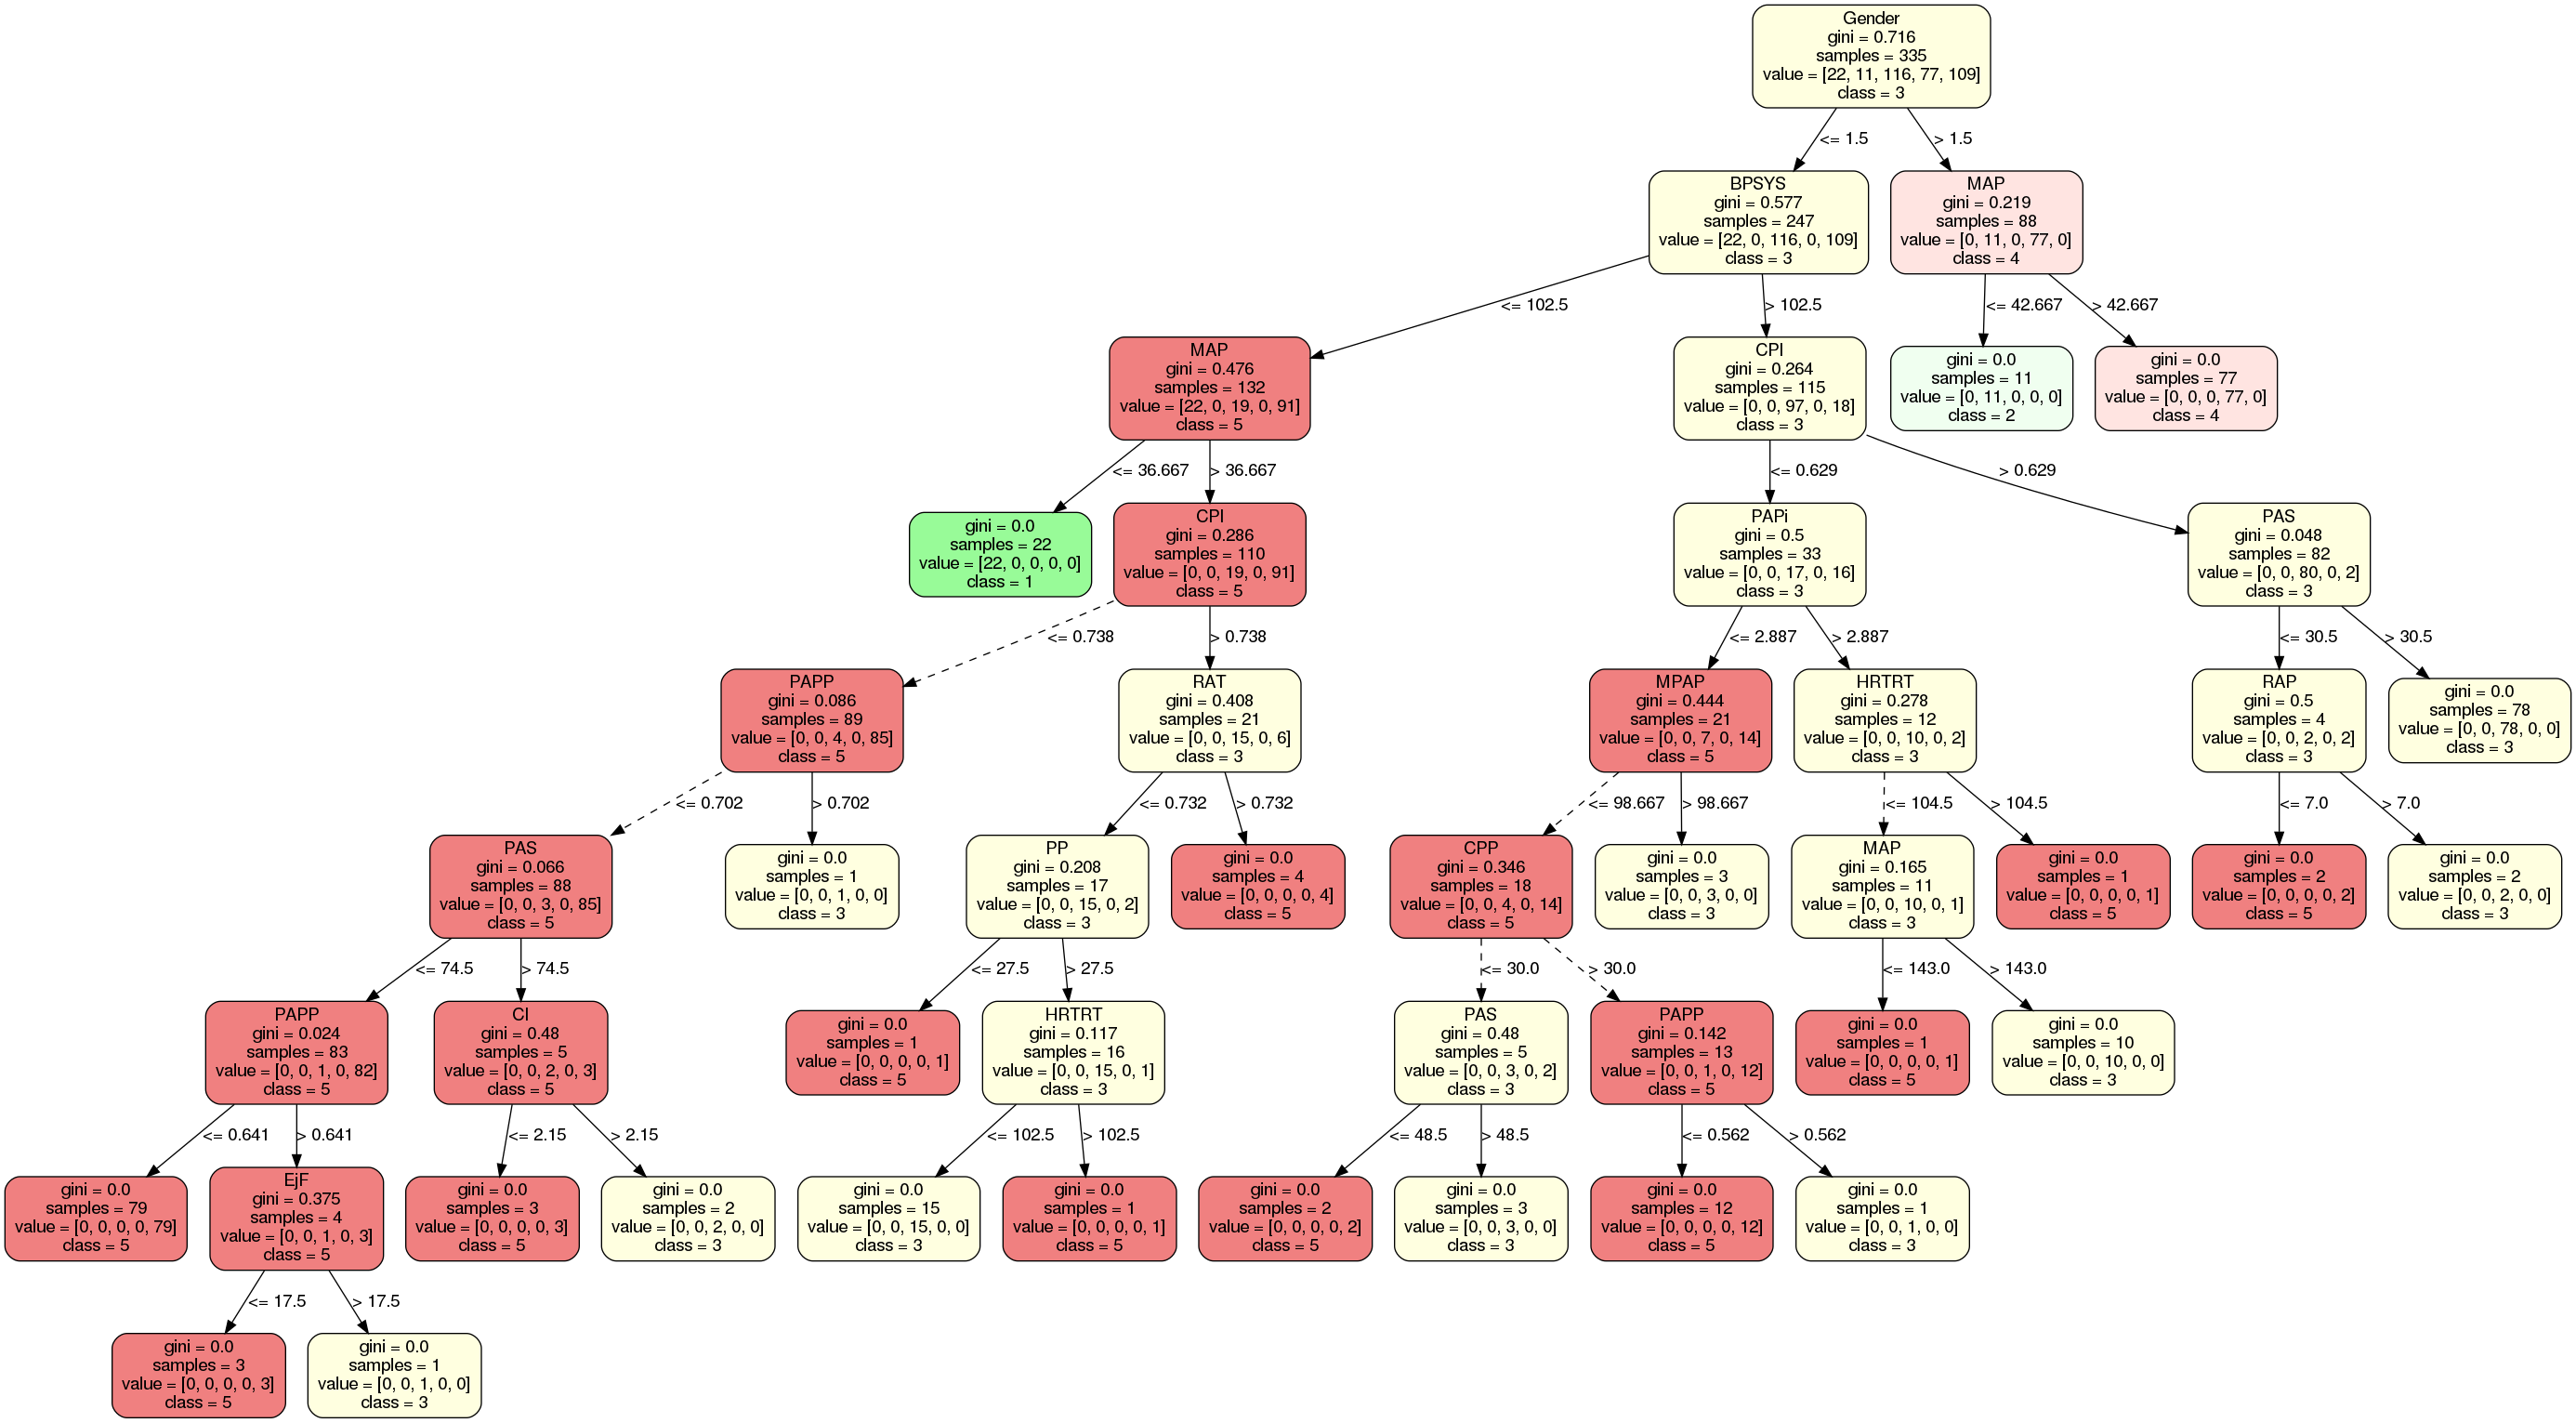 Gender
gini = 0.716
samples = 335
value = [22, 11, 116, 77, 109]
class = 3
<= 1.5
> 1.5
BPSYS
gini = 0.577
samples = 247
value = [22, 0, 116, 0, 109]
class = 3
MAP
gini = 0.219
samples = 88
value = [0, 11, 0, 77, 0]
class = 4
<= 102.5
> 102.5
<= 42.667
> 42.667
MAP
gini = 0.476
samples = 132
value = [22, 0, 19, 0, 91]
class = 5
CPI
gini = 0.264
samples = 115
value = [0, 0, 97, 0, 18]
class = 3
gini = 0.0
samples = 11
value = [0, 11, 0, 0, 0]
class = 2
gini = 0.0
samples = 77
value = [0, 0, 0, 77, 0]
class = 4
<= 36.667
> 36.667
<= 0.629
> 0.629
gini = 0.0
samples = 22
value = [22, 0, 0, 0, 0]
class = 1
CPI
gini = 0.286
samples = 110
value = [0, 0, 19, 0, 91]
class = 5
PAPi
gini = 0.5
samples = 33
value = [0, 0, 17, 0, 16]
class = 3
PAS
gini = 0.048
samples = 82
value = [0, 0, 80, 0, 2]
class = 3
<= 0.738
> 0.738
<= 2.887
> 2.887
<= 30.5
> 30.5
PAPP
gini = 0.086
samples = 89
value = [0, 0, 4, 0, 85]
class = 5
RAT
gini = 0.408
samples = 21
value = [0, 0, 15, 0, 6]
class = 3
MPAP
gini = 0.444
samples = 21
value = [0, 0, 7, 0, 14]
class = 5
HRTRT
gini = 0.278
samples = 12
value = [0, 0, 10, 0, 2]
class = 3
RAP
gini = 0.5
samples = 4
value = [0, 0, 2, 0, 2]
class = 3
gini = 0.0
samples = 78
value = [0, 0, 78, 0, 0]
class = 3
<= 0.702
> 0.702
<= 0.732
> 0.732
<= 98.667
> 98.667
<= 104.5
> 104.5
<= 7.0
> 7.0
PAS
gini = 0.066
samples = 88
value = [0, 0, 3, 0, 85]
class = 5
gini = 0.0
samples = 1
value = [0, 0, 1, 0, 0]
class = 3
PP
gini = 0.208
samples = 17
value = [0, 0, 15, 0, 2]
class = 3
gini = 0.0
samples = 4
value = [0, 0, 0, 0, 4]
class = 5
CPP
gini = 0.346
samples = 18
value = [0, 0, 4, 0, 14]
class = 5
gini = 0.0
samples = 3
value = [0, 0, 3, 0, 0]
class = 3
MAP
gini = 0.165
samples = 11
value = [0, 0, 10, 0, 1]
class = 3
gini = 0.0
samples = 1
value = [0, 0, 0, 0, 1]
class = 5
gini = 0.0
samples = 2
value = [0, 0, 0, 0, 2]
class = 5
gini = 0.0
samples = 2
value = [0, 0, 2, 0, 0]
class = 3
<= 74.5
> 74.5
<= 27.5
> 27.5
<= 30.0
> 30.0
<= 143.0
> 143.0
PAPP
gini = 0.024
samples = 83
value = [0, 0, 1, 0, 82]
class = 5
CI
gini = 0.48
samples = 5
value = [0, 0, 2, 0, 3]
class = 5
gini = 0.0
samples = 1
value = [0, 0, 0, 0, 1]
class = 5
HRTRT
gini = 0.117
samples = 16
value = [0, 0, 15, 0, 1]
class = 3
PAS
gini = 0.48
samples = 5
value = [0, 0, 3, 0, 2]
class = 3
PAPP
gini = 0.142
samples = 13
value = [0, 0, 1, 0, 12]
class = 5
gini = 0.0
samples = 1
value = [0, 0, 0, 0, 1]
class = 5
gini = 0.0
samples = 10
value = [0, 0, 10, 0, 0]
class = 3
<= 0.641
> 0.641
<= 2.15
> 2.15
<= 102.5
> 102.5
<= 48.5
> 48.5
<= 0.562
> 0.562
gini = 0.0
samples = 79
value = [0, 0, 0, 0, 79]
class = 5
EjF
gini = 0.375
samples = 4
value = [0, 0, 1, 0, 3]
class = 5
gini = 0.0
samples = 3
value = [0, 0, 0, 0, 3]
class = 5
gini = 0.0
samples = 2
value = [0, 0, 2, 0, 0]
class = 3
gini = 0.0
samples = 15
value = [0, 0, 15, 0, 0]
class = 3
gini = 0.0
samples = 1
value = [0, 0, 0, 0, 1]
class = 5
gini = 0.0
samples = 2
value = [0, 0, 0, 0, 2]
class = 5
gini = 0.0
samples = 3
value = [0, 0, 3, 0, 0]
class = 3
gini = 0.0
samples = 12
value = [0, 0, 0, 0, 12]
class = 5
gini = 0.0
samples = 1
value = [0, 0, 1, 0, 0]
class = 3
<= 17.5
> 17.5
gini = 0.0
samples = 3
value = [0, 0, 0, 0, 3]
class = 5
gini = 0.0
samples = 1
value = [0, 0, 1, 0, 0]
class = 3